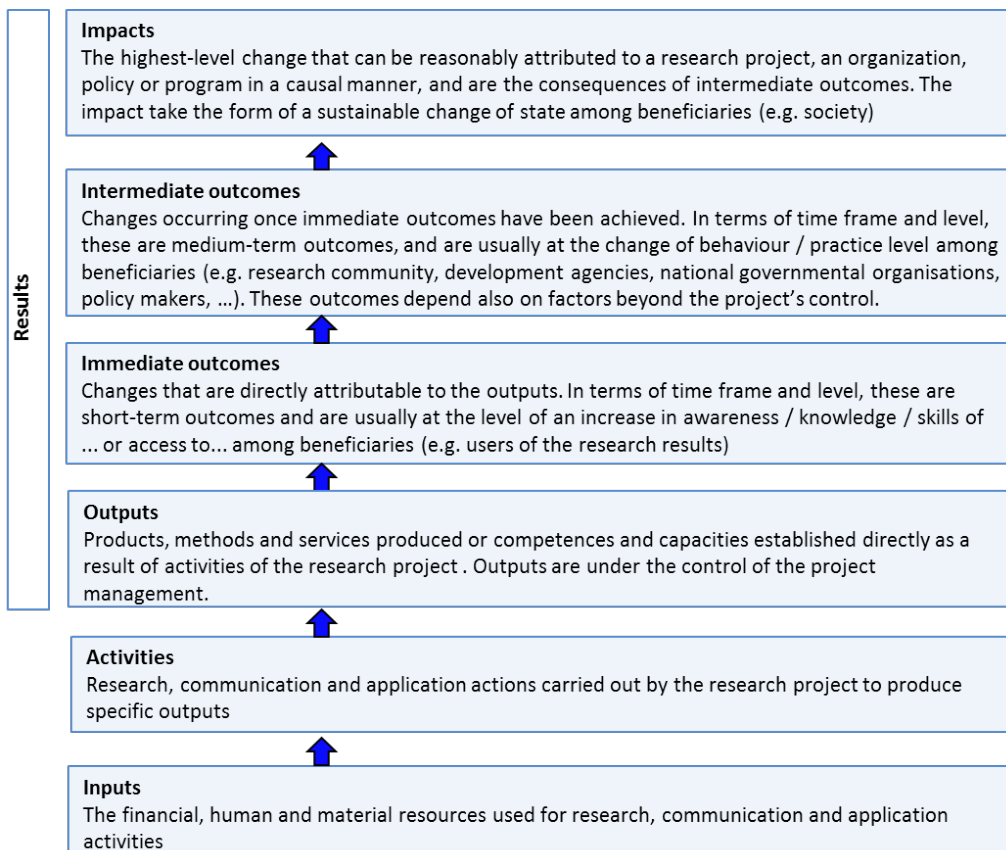 Results
Impacts
The highest-level change that can be reasonably attributed to a research project, an organization,
policy or program in a causal manner, and are the consequences of intermediate outcomes. The
impact take the form of a sustainable change of state among beneficiaries (e.g. society)
Intermediate outcomes
Changes occurring once immediate outcomes have been achieved. In terms of time frame and level,
these are medium-term outcomes, and are usually at the change of behaviour / practice level among
beneficiaries (e.g. research community, development agencies, national governmental organisations,
policy makers, ...). These outcomes depend also on factors beyond the project's control.
Immediate outcomes
Changes that are directly attributable to the outputs. In terms of time frame and level, these are
short-term outcomes and are usually at the level of an increase in awareness / knowledge / skills of
... or access to... among beneficiaries (e.g. users of the research results)
Outputs
Products, methods and services produced or competences and capacities established directly as a
result of activities of the research project . Outputs are under the control of the project
management.
Activities
Research, communication and application actions carried out by the research project to produce
specific outputs
Inputs
The financial, human and material resources used for research, communication and application
activities